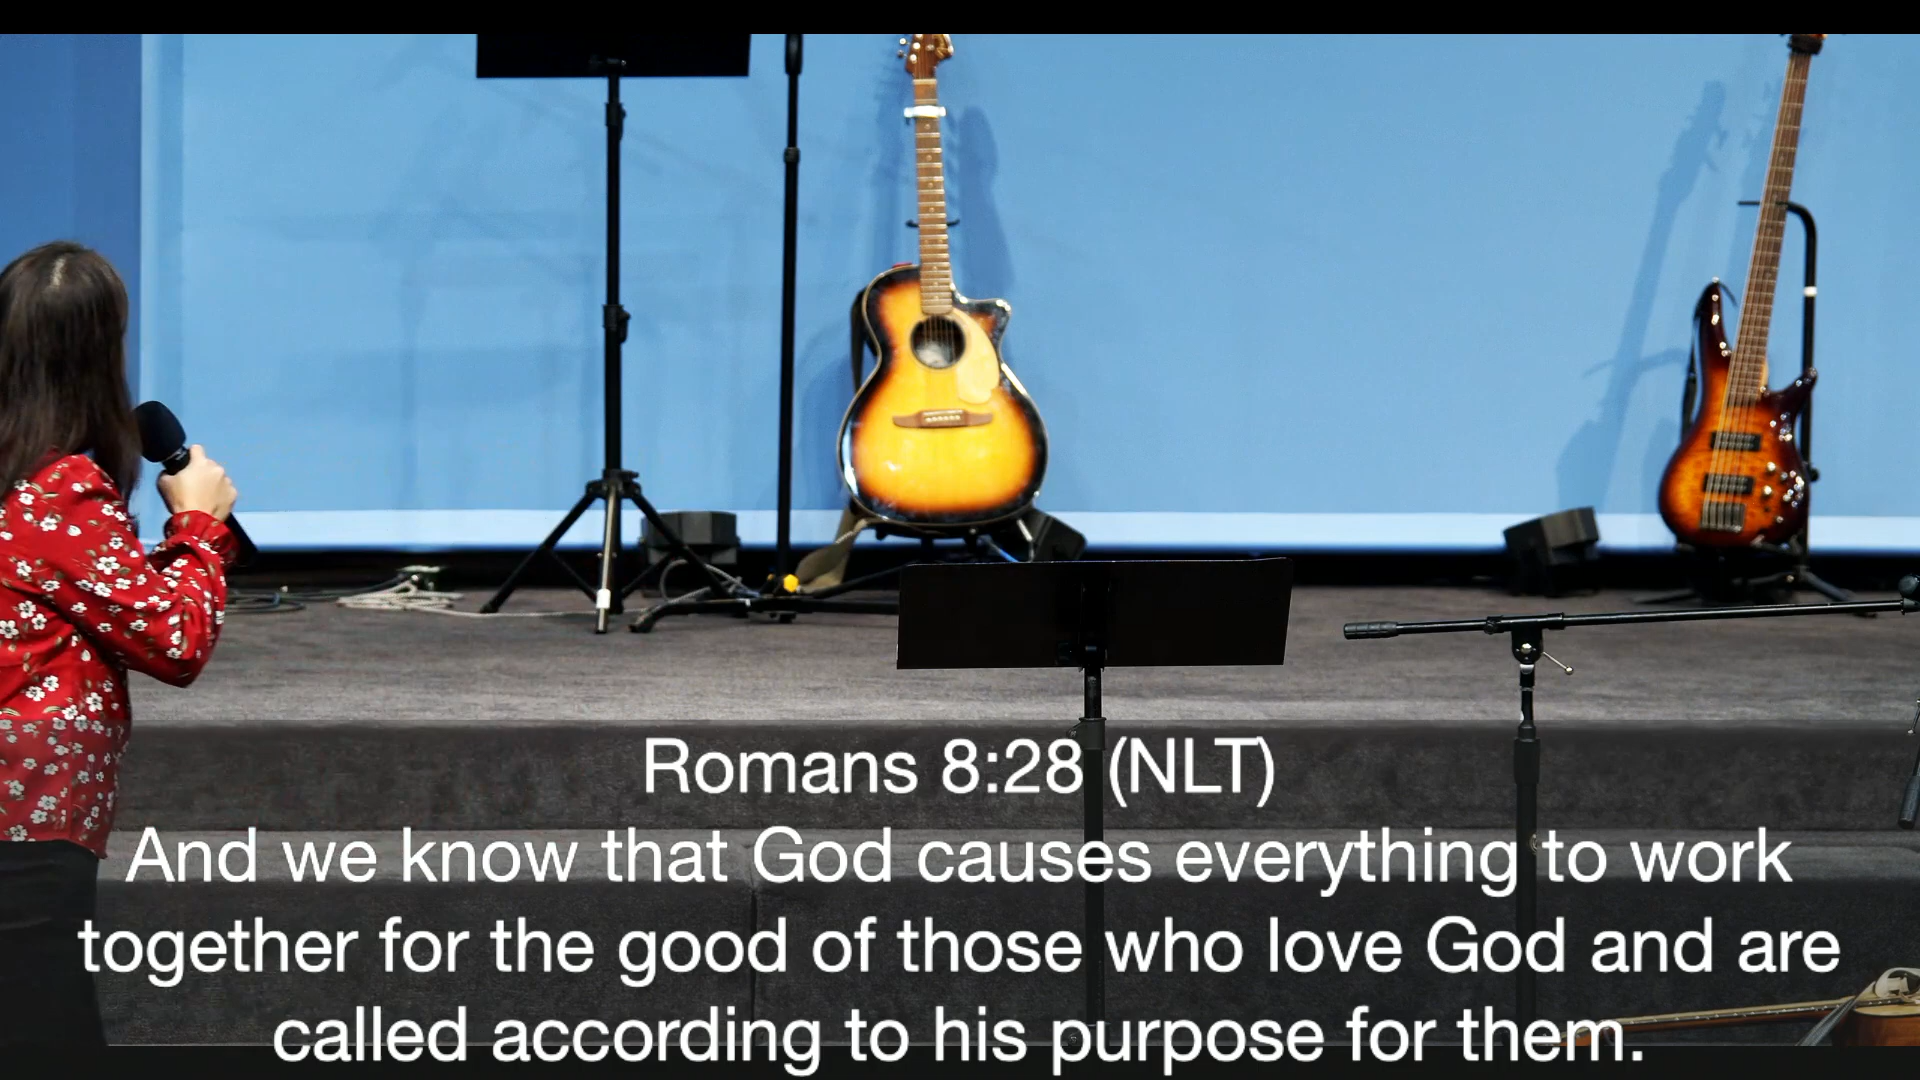 Romans 8:28 (NLT)
And we know that God causes everything to work
together for the good of those who love God and are
called according to his purpose for them.